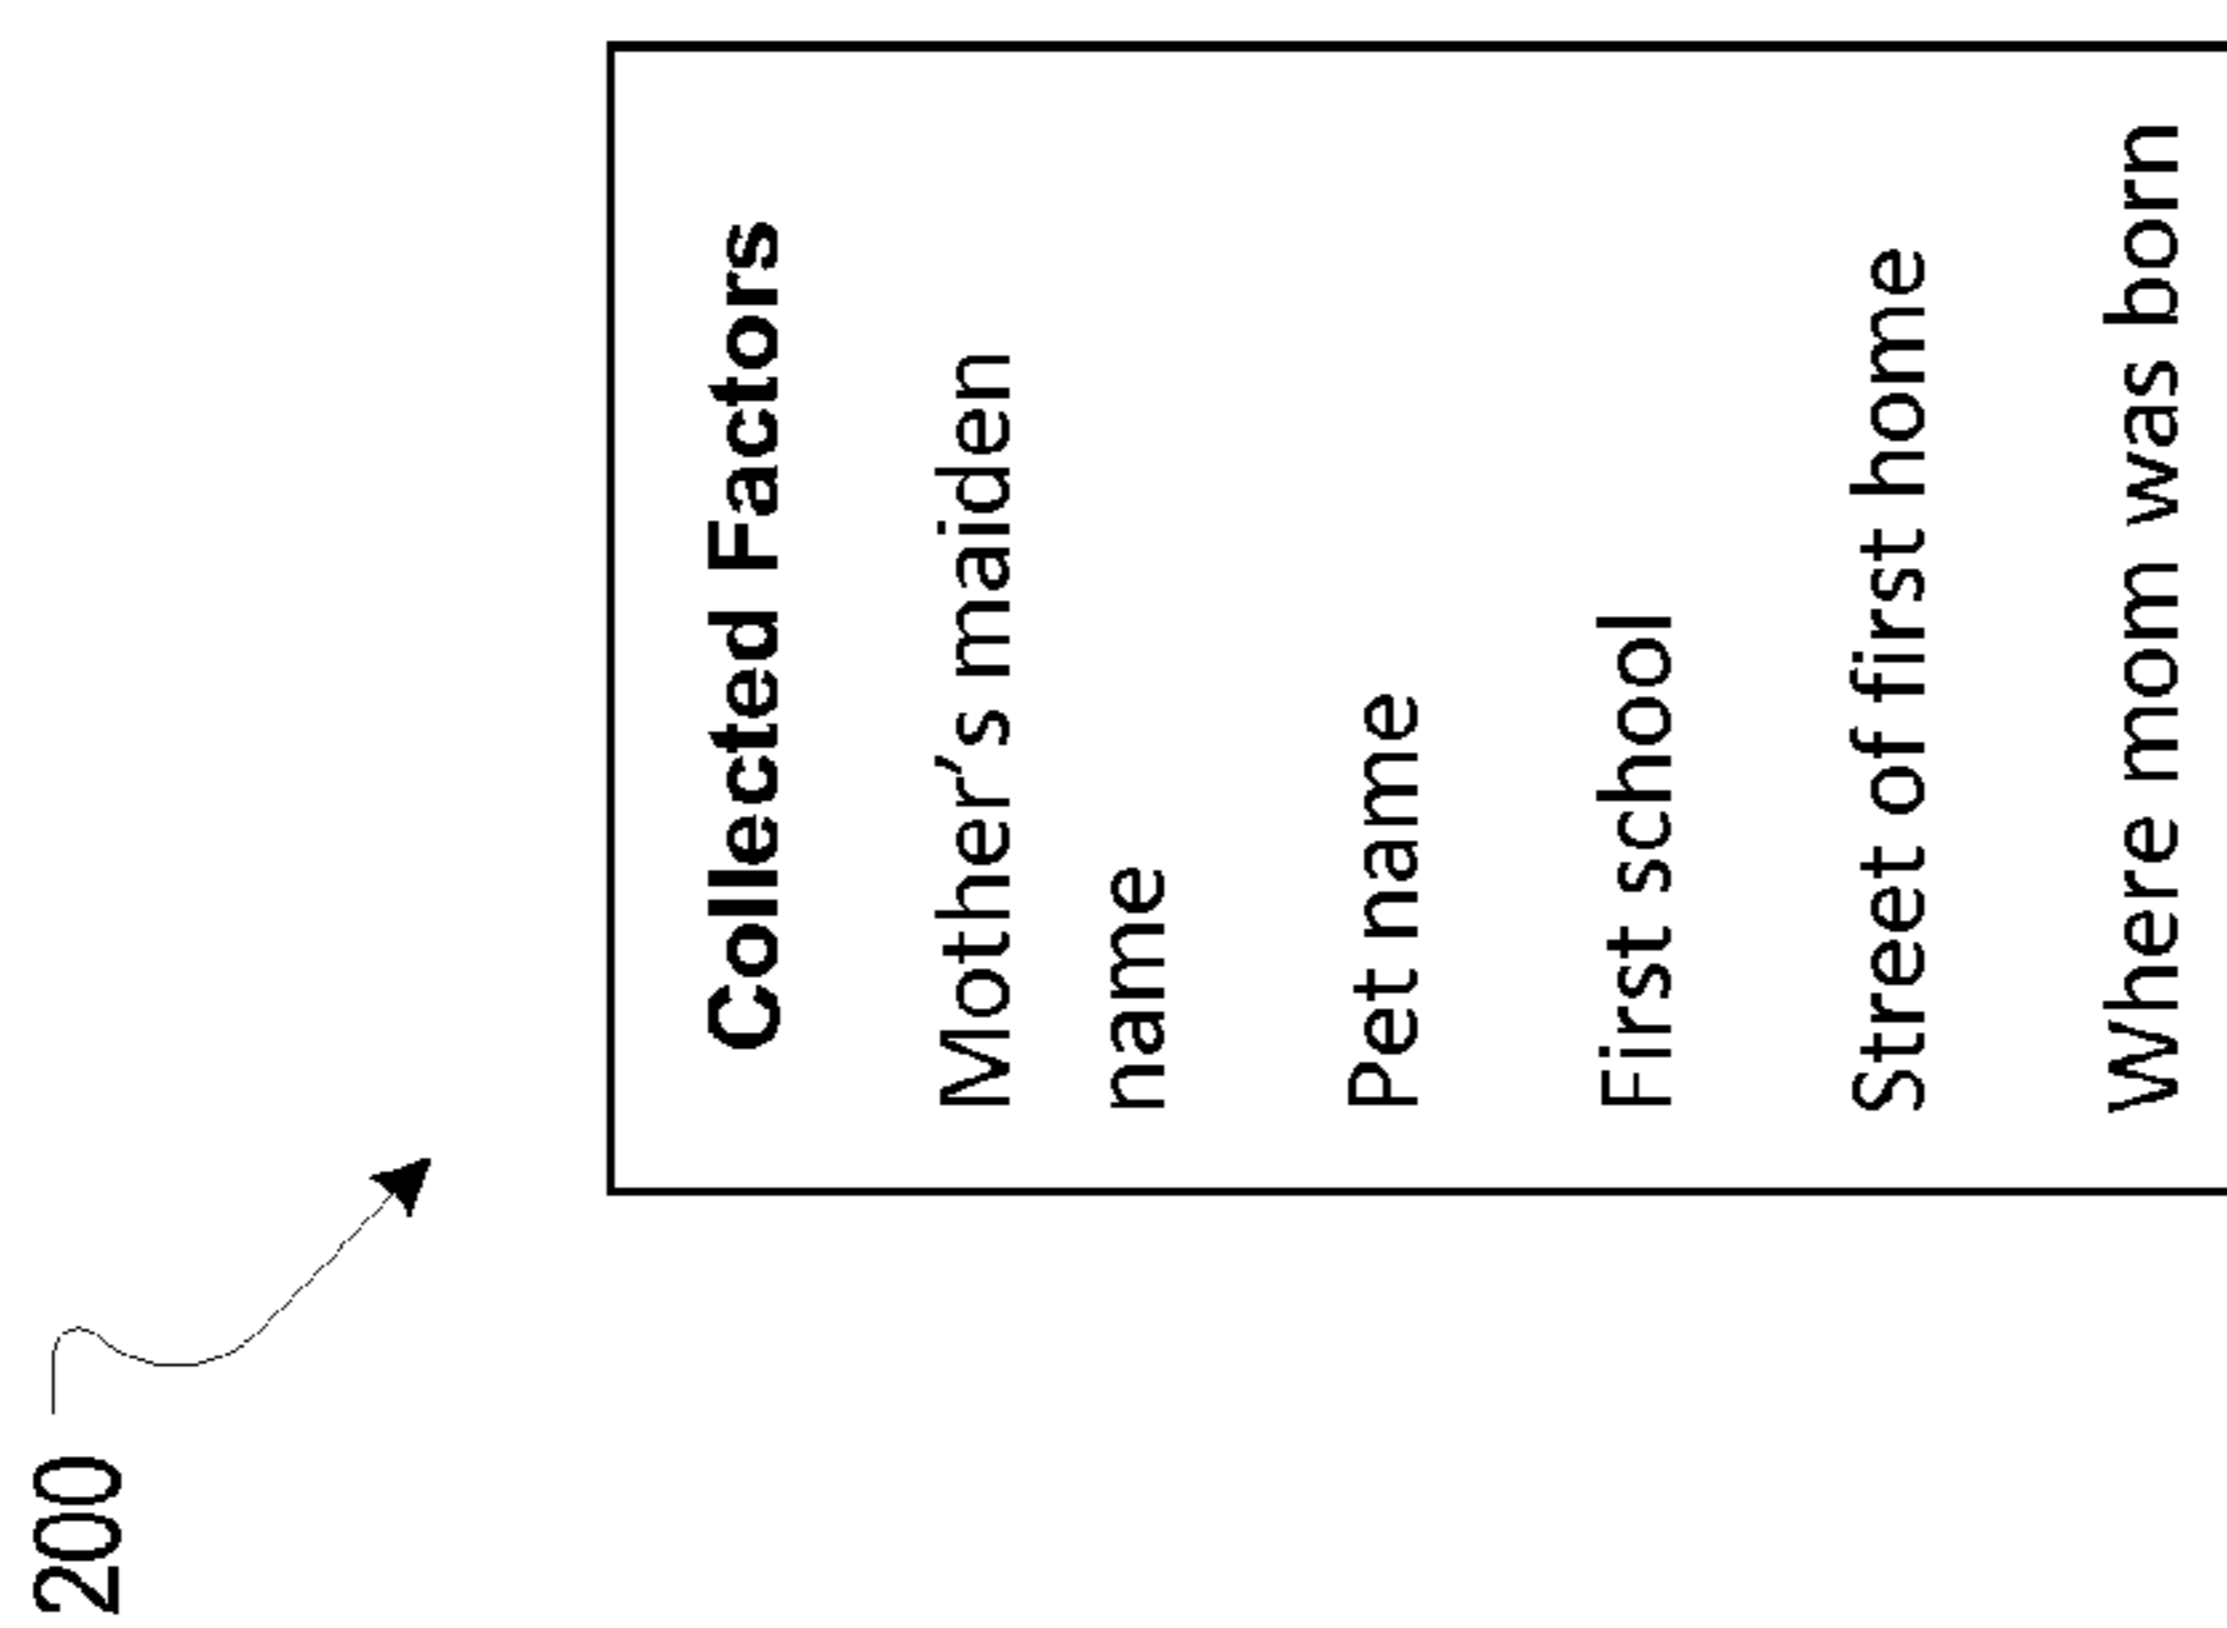 200
Collected Factors
Mother’s maiden
name
Pet name
First school
Street of first home
Where mom was born